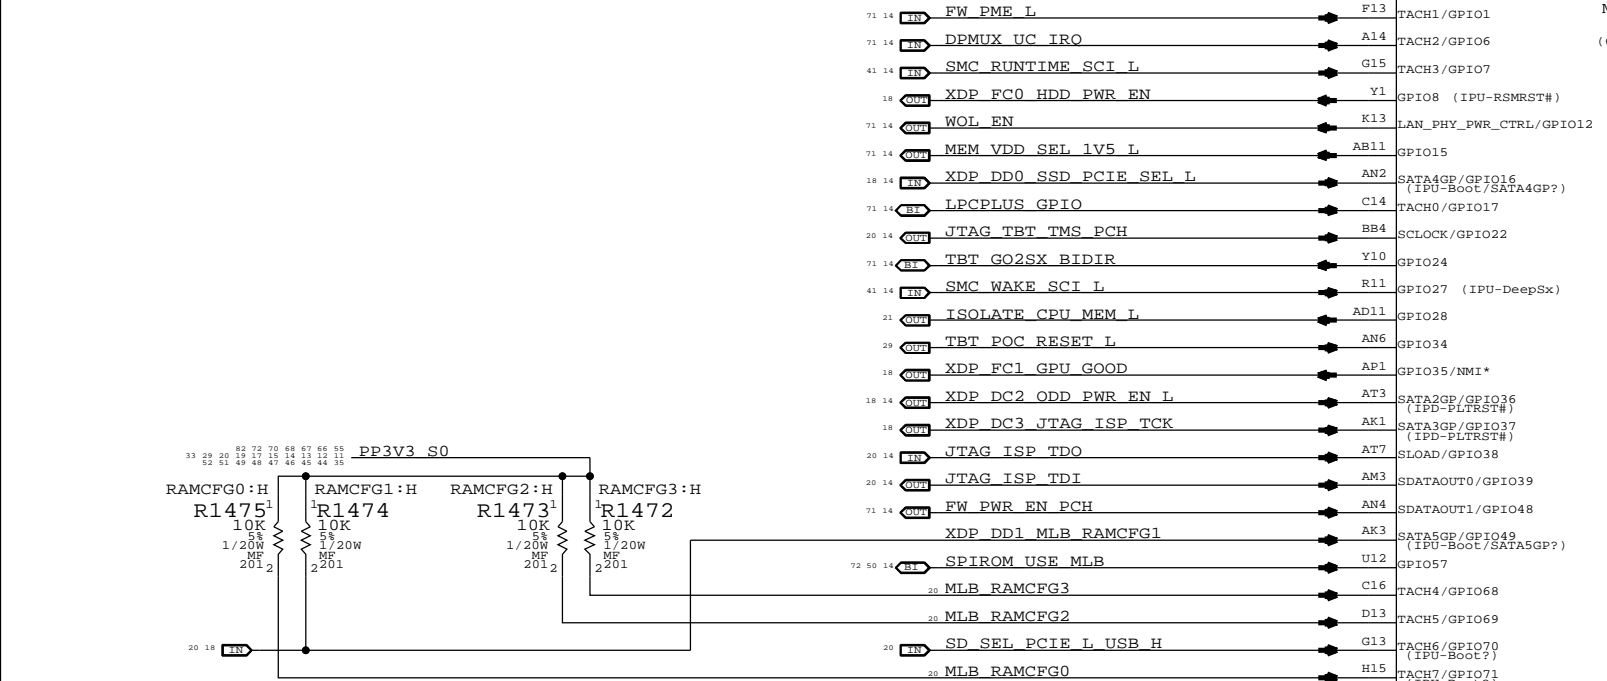 71 14 IN FW_PME_L F13 TACH1/GPIO1
71 14 IN DPMUX_UC_IRQ A14 TACH2/GPIO6
41 14 IN SMC_RUNTIME_SCI_L G15 TACH3/GPIO7
18 OUT XDP_FC0_HDD_PWR_EN Y1 GPIO8 (IPU-RSMRST#)
71 14 OUT WOL_EN K13 LAN_PHY_PWR_CTRL/GPIO12
71 14 OUT MEM_VDD_SEL_1V5_L AB11 GPIO15
18 14 IN XDP_DD0_SSD_PCIE_SEL_L AN2 SATA4GP/GPIO16
(IPU-Boot/SATA4GP?)
71 14 BI LPCPLUS_GPIO C14 TACH0/GPIO17
20 14 OUT JTAG_TBT_TMS_PCH BB4 SCLOCK/GPIO22
71 14 BI TBT_GO2SX_BIDIR Y10 GPIO24
41 14 IN SMC_WAKE_SCI_L R11 GPIO27 (IPU-DeepSx)
21 OUT ISOLATE_CPU_MEM_L AD11 GPIO28
29 OUT TBT_POC_RESET_L AN6 GPIO34
18 OUT XDP_FC1_GPU_GOOD AP1 GPIO35/NMI*
18 14 OUT XDP_DC2_ODD_PWR_EN_L AT3 SATA2GP/GPIO36
(IPD-PLTRST#)
18 OUT XDP_DC3_JTAG_ISP_TCK AK1 SATA3GP/GPIO37
(IPD-PLTRST#)
20 14 IN JTAG_ISP_TDO AT7 SLOAD/GPIO38
20 14 OUT JTAG_ISP_TDI AM3 SDATAOUT0/GPIO39
71 14 OUT FW_PWR_EN_PCH AN4 SDATAOUT1/GPIO48
XDP_DD1_MLB_RAMCFG1 AK3 SATA5GP/GPIO49
(IPU-Boot/SATA5GP?)
72 50 14 BI SPIROM_USE_MLB U12 GPIO57
20 MLB_RAMCFG3 C16 TACH4/GPIO68
20 MLB_RAMCFG2 D13 TACH5/GPIO69
20 IN SD_SEL_PCIE_L_USB_H G13 TACH6/GPIO70
(IPU-Boot?)
20 MLB_RAMCFG0 H15 TACH7/GPIO71
82 72 70 68 67 66 55
33 29 20 19 17 15 14 13 12 11 PP3V3_S0
52 51 49 48 47 46 45 44 35
RAMCFG0:H RAMCFG1:H RAMCFG2:H RAMCFG3:H
R1475 1 1 R1474 R1473 1 1 R1472
10K 10K 10K 10K
5% 5% 5% 5%
1/20W 1/20W 1/20W 1/20W
MF MF MF MF
201 2 2 201 201 2 2 201
20 18 IN